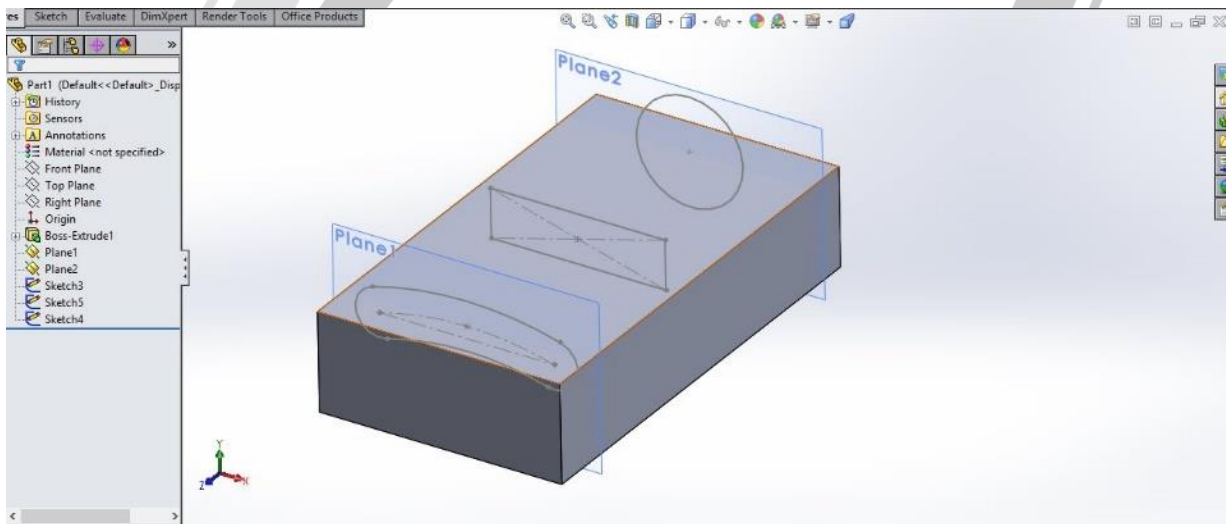 es Sketch Evaluate DimXpert Render Tools Office Products
»
Part1 (Default<<Default>_Disp
History
Sensors
A Annotations
Material <not specified>
Front Plane
Top Plane
Right Plane
Origin
Boss-Extrude1
Plane1
Plane2
Sketch3
Sketch5
Sketch4
Plane2
Plane1
Y
Z
X